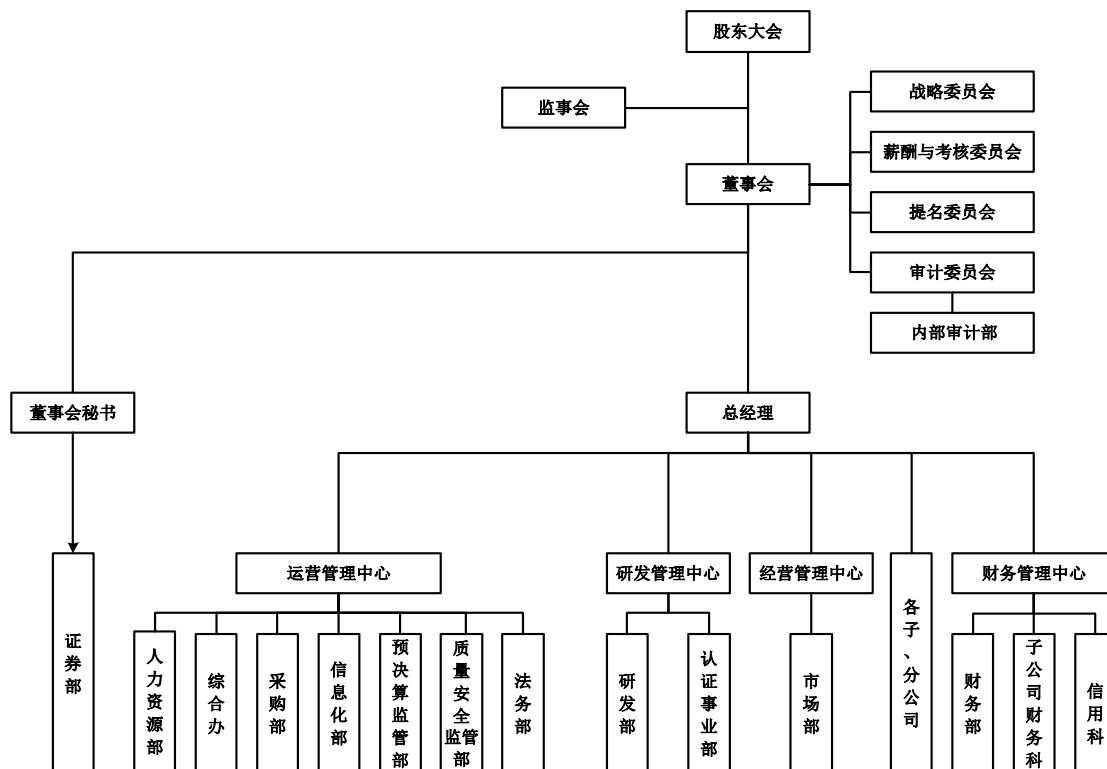 股东大会
监事会
战略委员会
薪酬与考核委员会
董事会
提名委员会
审计委员会
内部审计部
董事会秘书
总经理
运营管理中心
研发管理中心
经营管理中心
财务管理中心
证券部
人力资源部
综合办
采购部
信息化部
预决算监管部
质量安全监管部
法务部
研发部
认证事业部
市场部
各子、分公司
财务部
子公司财务科
信用科